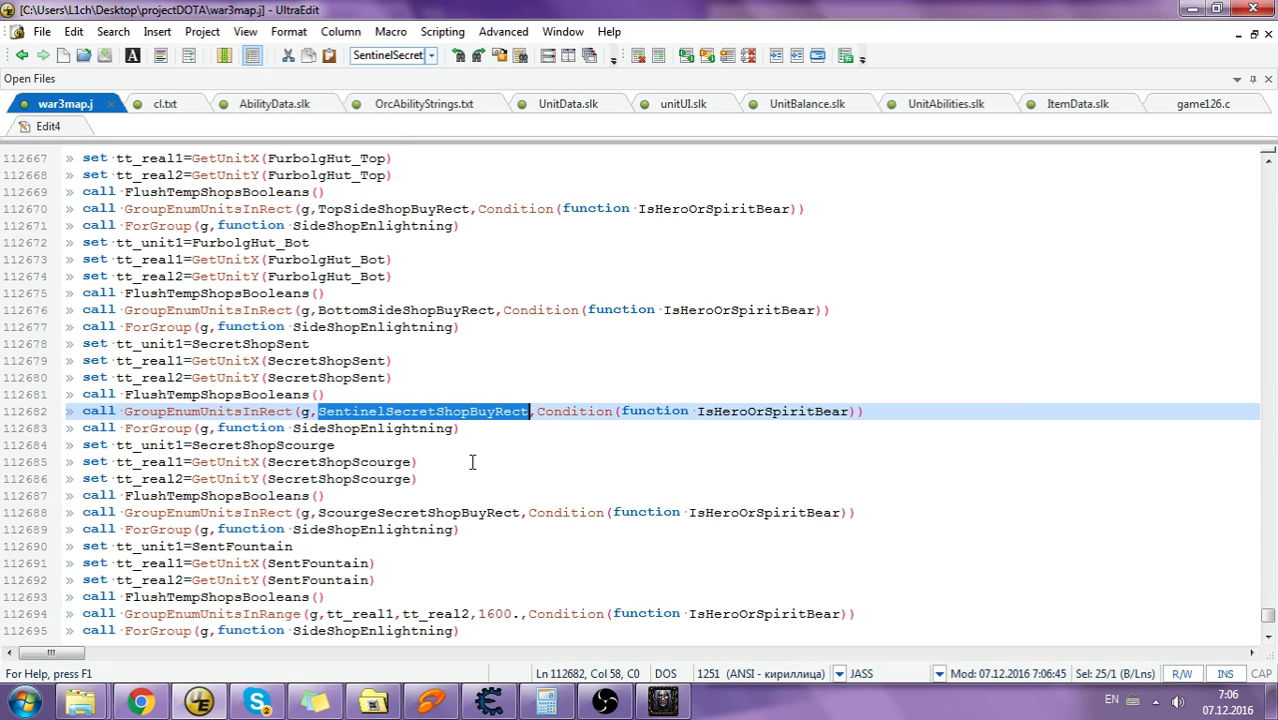 [C:\Users\L1ch\Desktop\projectDOTA\war3map.j] - UltraEdit
File Edit Search Insert Project View Format Column Macro Scripting Advanced Window Help
SentinelSecret
Open Files
war3map.j cl.txt AbilityData.slk OrcAbilityStrings.txt UnitData.slk unitUI.slk UnitBalance.slk UnitAbilities.slk ItemData.slk game126.c
Edit4
112667 » set tt_real1=GetUnitX(FurbolgHut_Top)
112668 » set tt_real2=GetUnitY(FurbolgHut_Top)
112669 » call FlushTempShopsBooleans()
112670 » call GroupEnumUnitsInRect(g,TopSideShopBuyRect,Condition(function IsHeroOrSpiritBear))
112671 » call ForGroup(g,function SideShopEnlightning)
112672 » set tt_unit1=FurbolgHut_Bot
112673 » set tt_real1=GetUnitX(FurbolgHut_Bot)
112674 » set tt_real2=GetUnitY(FurbolgHut_Bot)
112675 » call FlushTempShopsBooleans()
112676 » call GroupEnumUnitsInRect(g,BottomSideShopBuyRect,Condition(function IsHeroOrSpiritBear))
112677 » call ForGroup(g,function SideShopEnlightning)
112678 » set tt_unit1=SecretShopSent
112679 » set tt_real1=GetUnitX(SecretShopSent)
112680 » set tt_real2=GetUnitY(SecretShopSent)
112681 » call FlushTempShopsBooleans()
112682 » call GroupEnumUnitsInRect(g,SentinelSecretShopBuyRect,Condition(function IsHeroOrSpiritBear))
112683 » call ForGroup(g,function SideShopEnlightning)
112684 » set tt_unit1=SecretShopScourge
112685 » set tt_real1=GetUnitX(SecretShopScourge)
112686 » set tt_real2=GetUnitY(SecretShopScourge)
112687 » call FlushTempShopsBooleans()
112688 » call GroupEnumUnitsInRect(g,ScourgeSecretShopBuyRect,Condition(function IsHeroOrSpiritBear))
112689 » call ForGroup(g,function SideShopEnlightning)
112690 » set tt_unit1=SentFountain
112691 » set tt_real1=GetUnitX(SentFountain)
112692 » set tt_real2=GetUnitY(SentFountain)
112693 » call FlushTempShopsBooleans()
112694 » call GroupEnumUnitsInRange(g,tt_real1,tt_real2,1600.,Condition(function IsHeroOrSpiritBear))
112695 » call ForGroup(g,function SideShopEnlightning)
For Help, press F1 Ln 112682, Col 58, C0 DOS 1251 (ANSI - кириллица) JASS Mod: 07.12.2016 7:06:45 Sel: 25/1 (B/Lns) R/W INS CAP
EN 7:06
07.12.2016